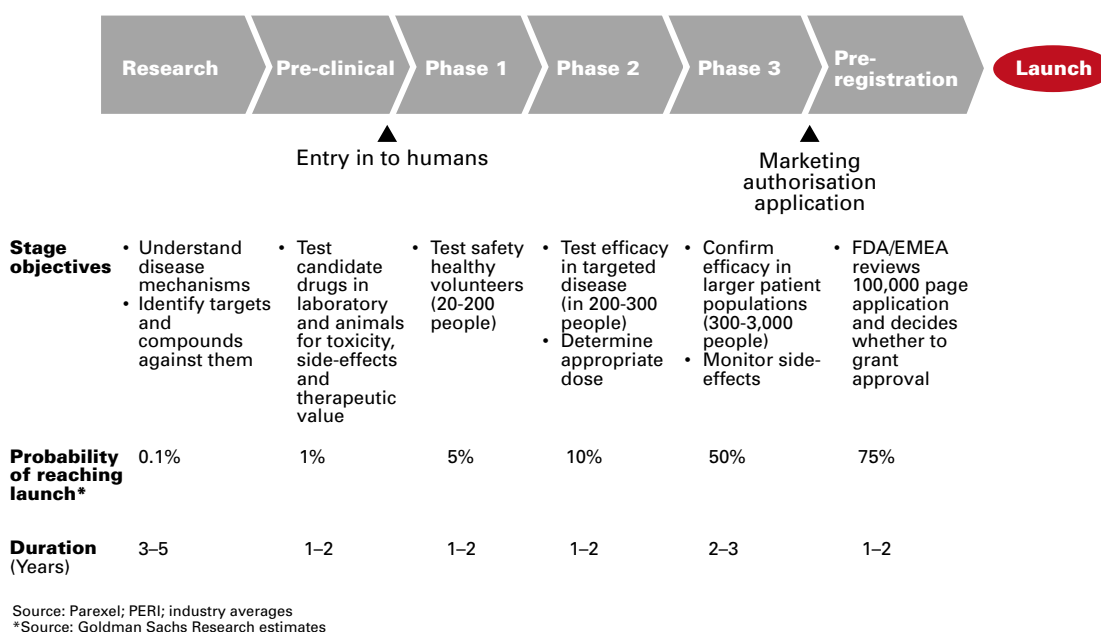 Research
Pre-clinical
Phase 1
Phase 2
Phase 3
Pre-
registration
Launch
Entry in to humans
Marketing
authorisation
application
Stage
objectives
• Understand
disease
mechanisms
• Identify targets
and
compounds
against them
• Test
candidate
drugs in
laboratory
and animals
for toxicity,
side-effects
and
therapeutic
value
• Test safety
healthy
volunteers
(20-200
people)
• Test efficacy
in targeted
disease
(in 200-300
people)
• Determine
appropriate
dose
• Confirm
efficacy in
larger patient
populations
(300-3,000
people)
• Monitor side-
effects
• FDA/EMEA
reviews
100,000 page
application
and decides
whether to
grant
approval
Probability
of reaching
launch*
0.1%
1%
5%
10%
50%
75%
Duration
(Years)
3–5
1–2
1–2
1–2
2–3
1–2
Source: Parexel; PERI; industry averages
*Source: Goldman Sachs Research estimates